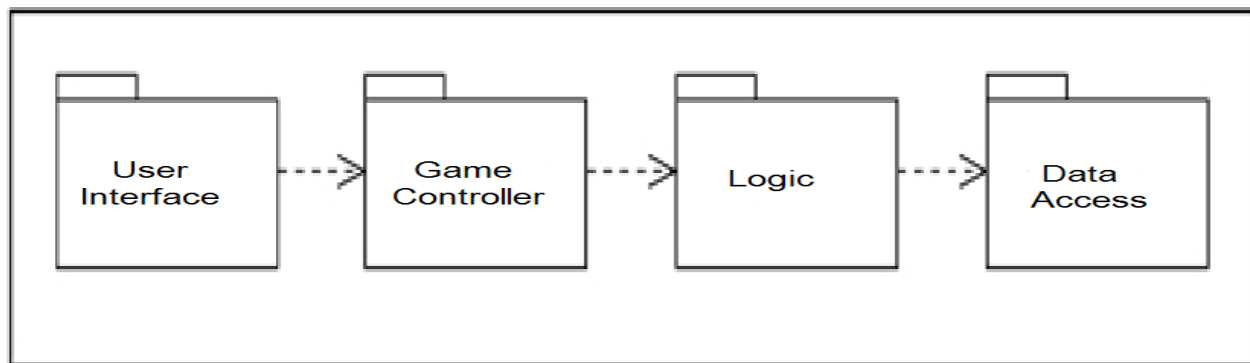 User
Interface
Game
Controller
Logic
Data
Access